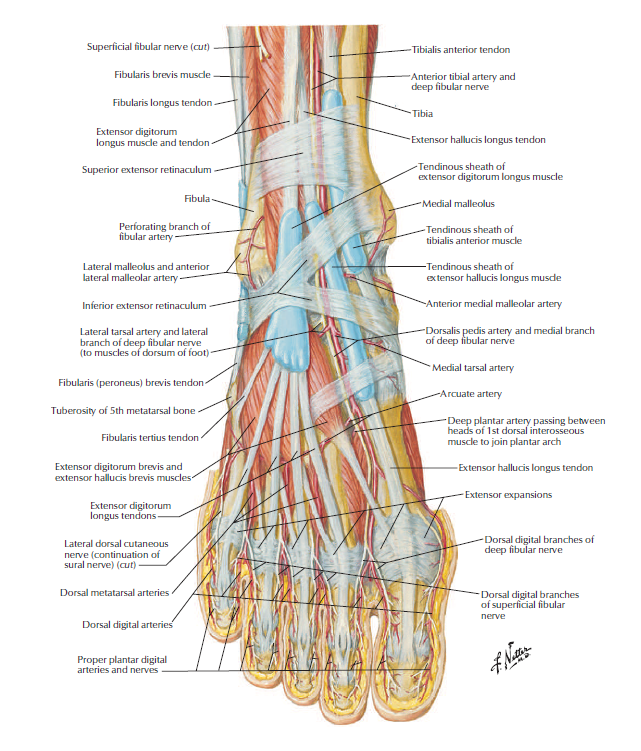 Superficial fibular nerve (cut)
Fibularis brevis muscle
Fibularis longus tendon
Extensor digitorum
longus muscle and tendon
Superior extensor retinaculum
Fibula
Perforating branch of
fibular artery
Lateral malleolus and anterior
lateral malleolar artery
Inferior extensor retinaculum
Lateral tarsal artery and lateral
branch of deep fibular nerve
(to muscles of dorsum of foot)
Fibularis (peroneus) brevis tendon
Tuberosity of 5th metatarsal bone
Fibularis tertius tendon
Extensor digitorum brevis and
extensor hallucis brevis muscles
Extensor digitorum
longus tendons
Lateral dorsal cutaneous
nerve (continuation of
sural nerve) (cut)
Dorsal metatarsal arteries
Dorsal digital arteries
Proper plantar digital
arteries and nerves
Tibialis anterior tendon
Anterior tibial artery and
deep fibular nerve
Tibia
Extensor hallucis longus tendon
Tendinous sheath of
extensor digitorum longus muscle
Medial malleolus
Tendinous sheath of
tibialis anterior muscle
Tendinous sheath of
extensor hallucis longus muscle
Anterior medial malleolar artery
Dorsalis pedis artery and medial branch
of deep fibular nerve
Medial tarsal artery
Arcuate artery
Deep plantar artery passing between
heads of 1st dorsal interosseous
muscle to join plantar arch
Extensor hallucis longus tendon
Extensor expansions
Dorsal digital branches of
deep fibular nerve
Dorsal digital branches
of superficial fibular
nerve
F. Netter